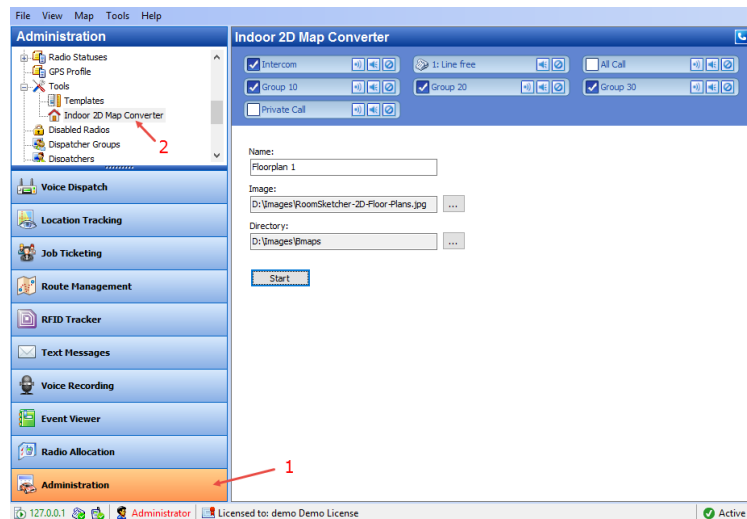 File View Map Tools Help
Administration
Indoor 2D Map Converter
Radio Statuses
GPS Profile
Tools
Templates
Indoor 2D Map Converter
Disabled Radios
Dispatcher Groups
Dispatchers
2
Intercom
1: Line free
All Call
Group 10
Group 20
Group 30
Private Call
Name:
Floorplan 1
Image:
D:\Images\RoomSketcher-2D-Floor-Plans.jpg
...
Directory:
D:\Images\Bmaps
...
Start
Voice Dispatch
Location Tracking
Job Ticketing
Route Management
RFID Tracker
Text Messages
Voice Recording
Event Viewer
Radio Allocation
Administration
1
127.0.0.1 Administrator Licensed to: demo Demo License Active